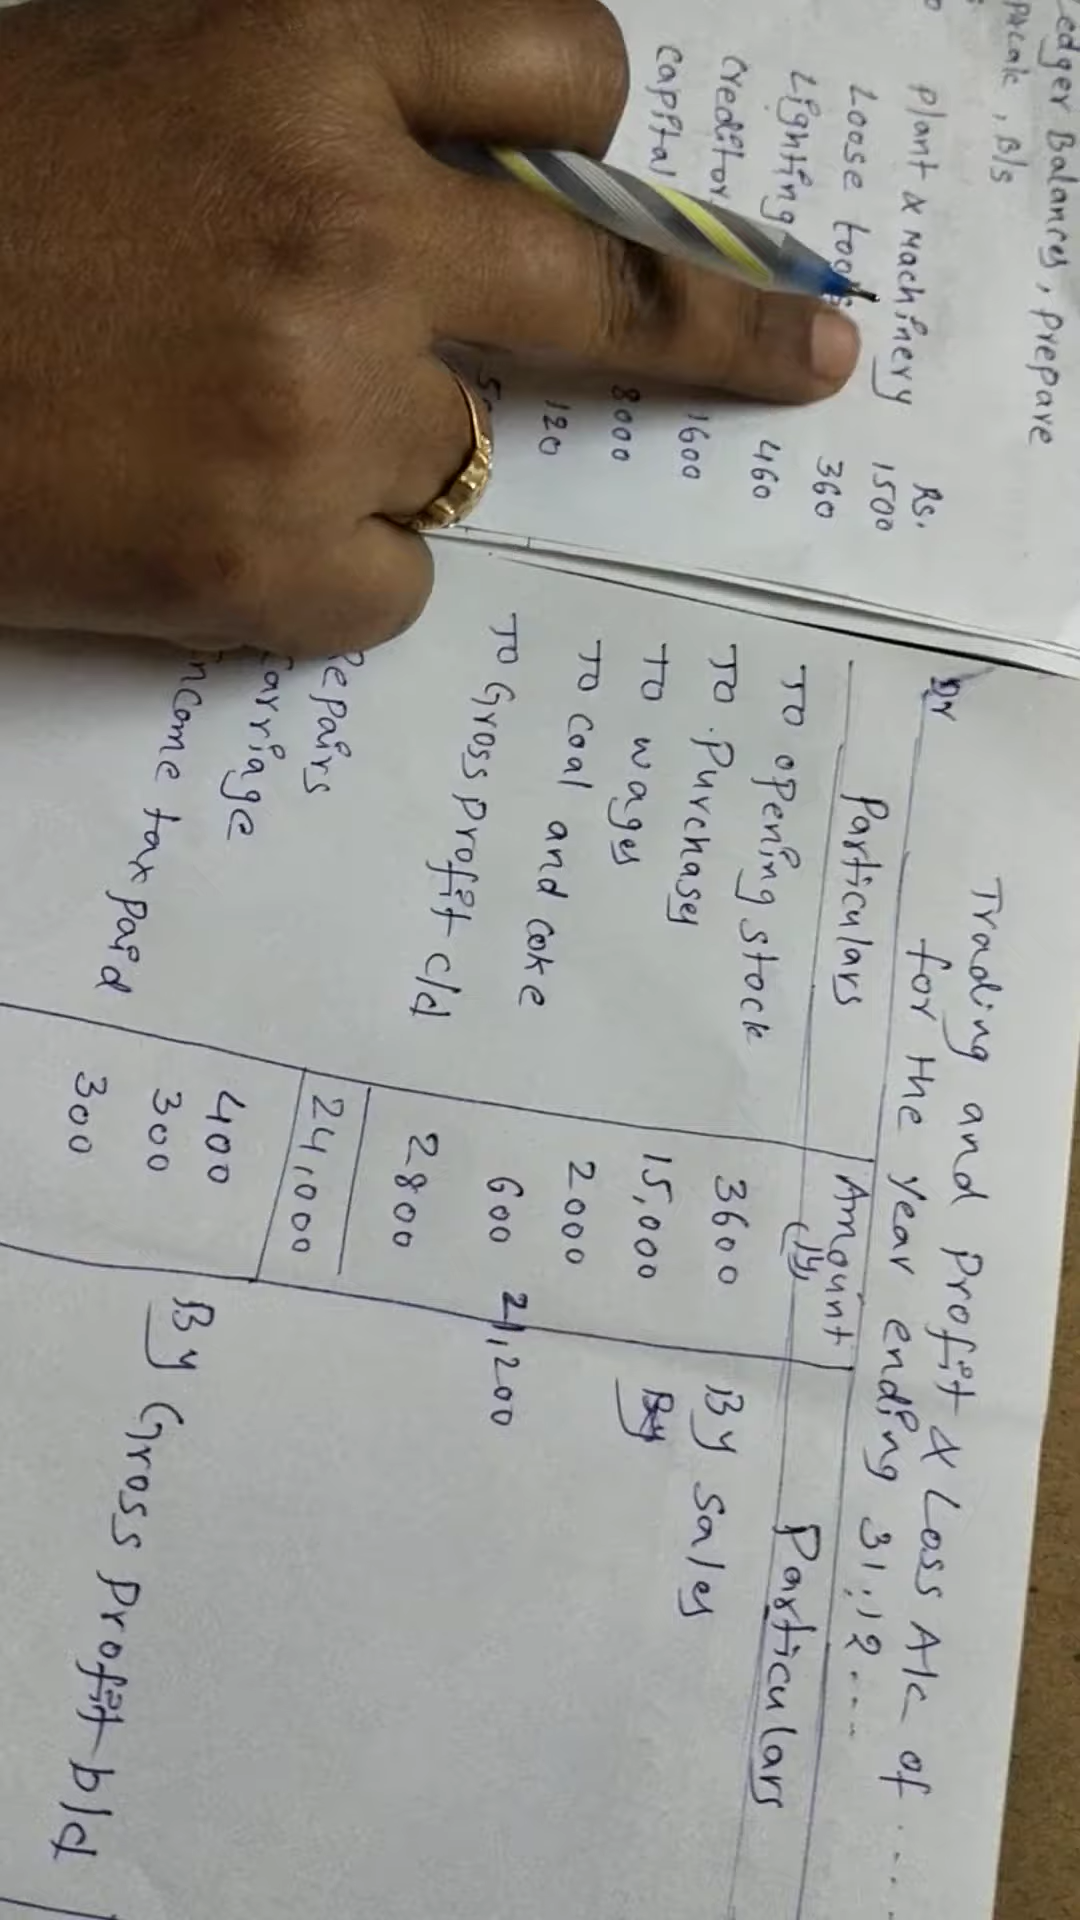 Ledger Balances, prepare
P&Lak, B/s
Rs.
Plant & Machinery 1500
Loose tools 360
Lighting 460
creditor 1600
capital 8000
120
Trading and Profit & Loss A/c of ....
for the year ending 31.12...
Dr
Particulars Amount Particulars
To opening stock 3600 By sales
To purchases 15,000 By
To wages 2000
To coal and coke 600 21,200
To Gross profit c/d 2800
24,000
Repairs 400 By Gross profit b/d
Carriage 300
Income tax paid 300